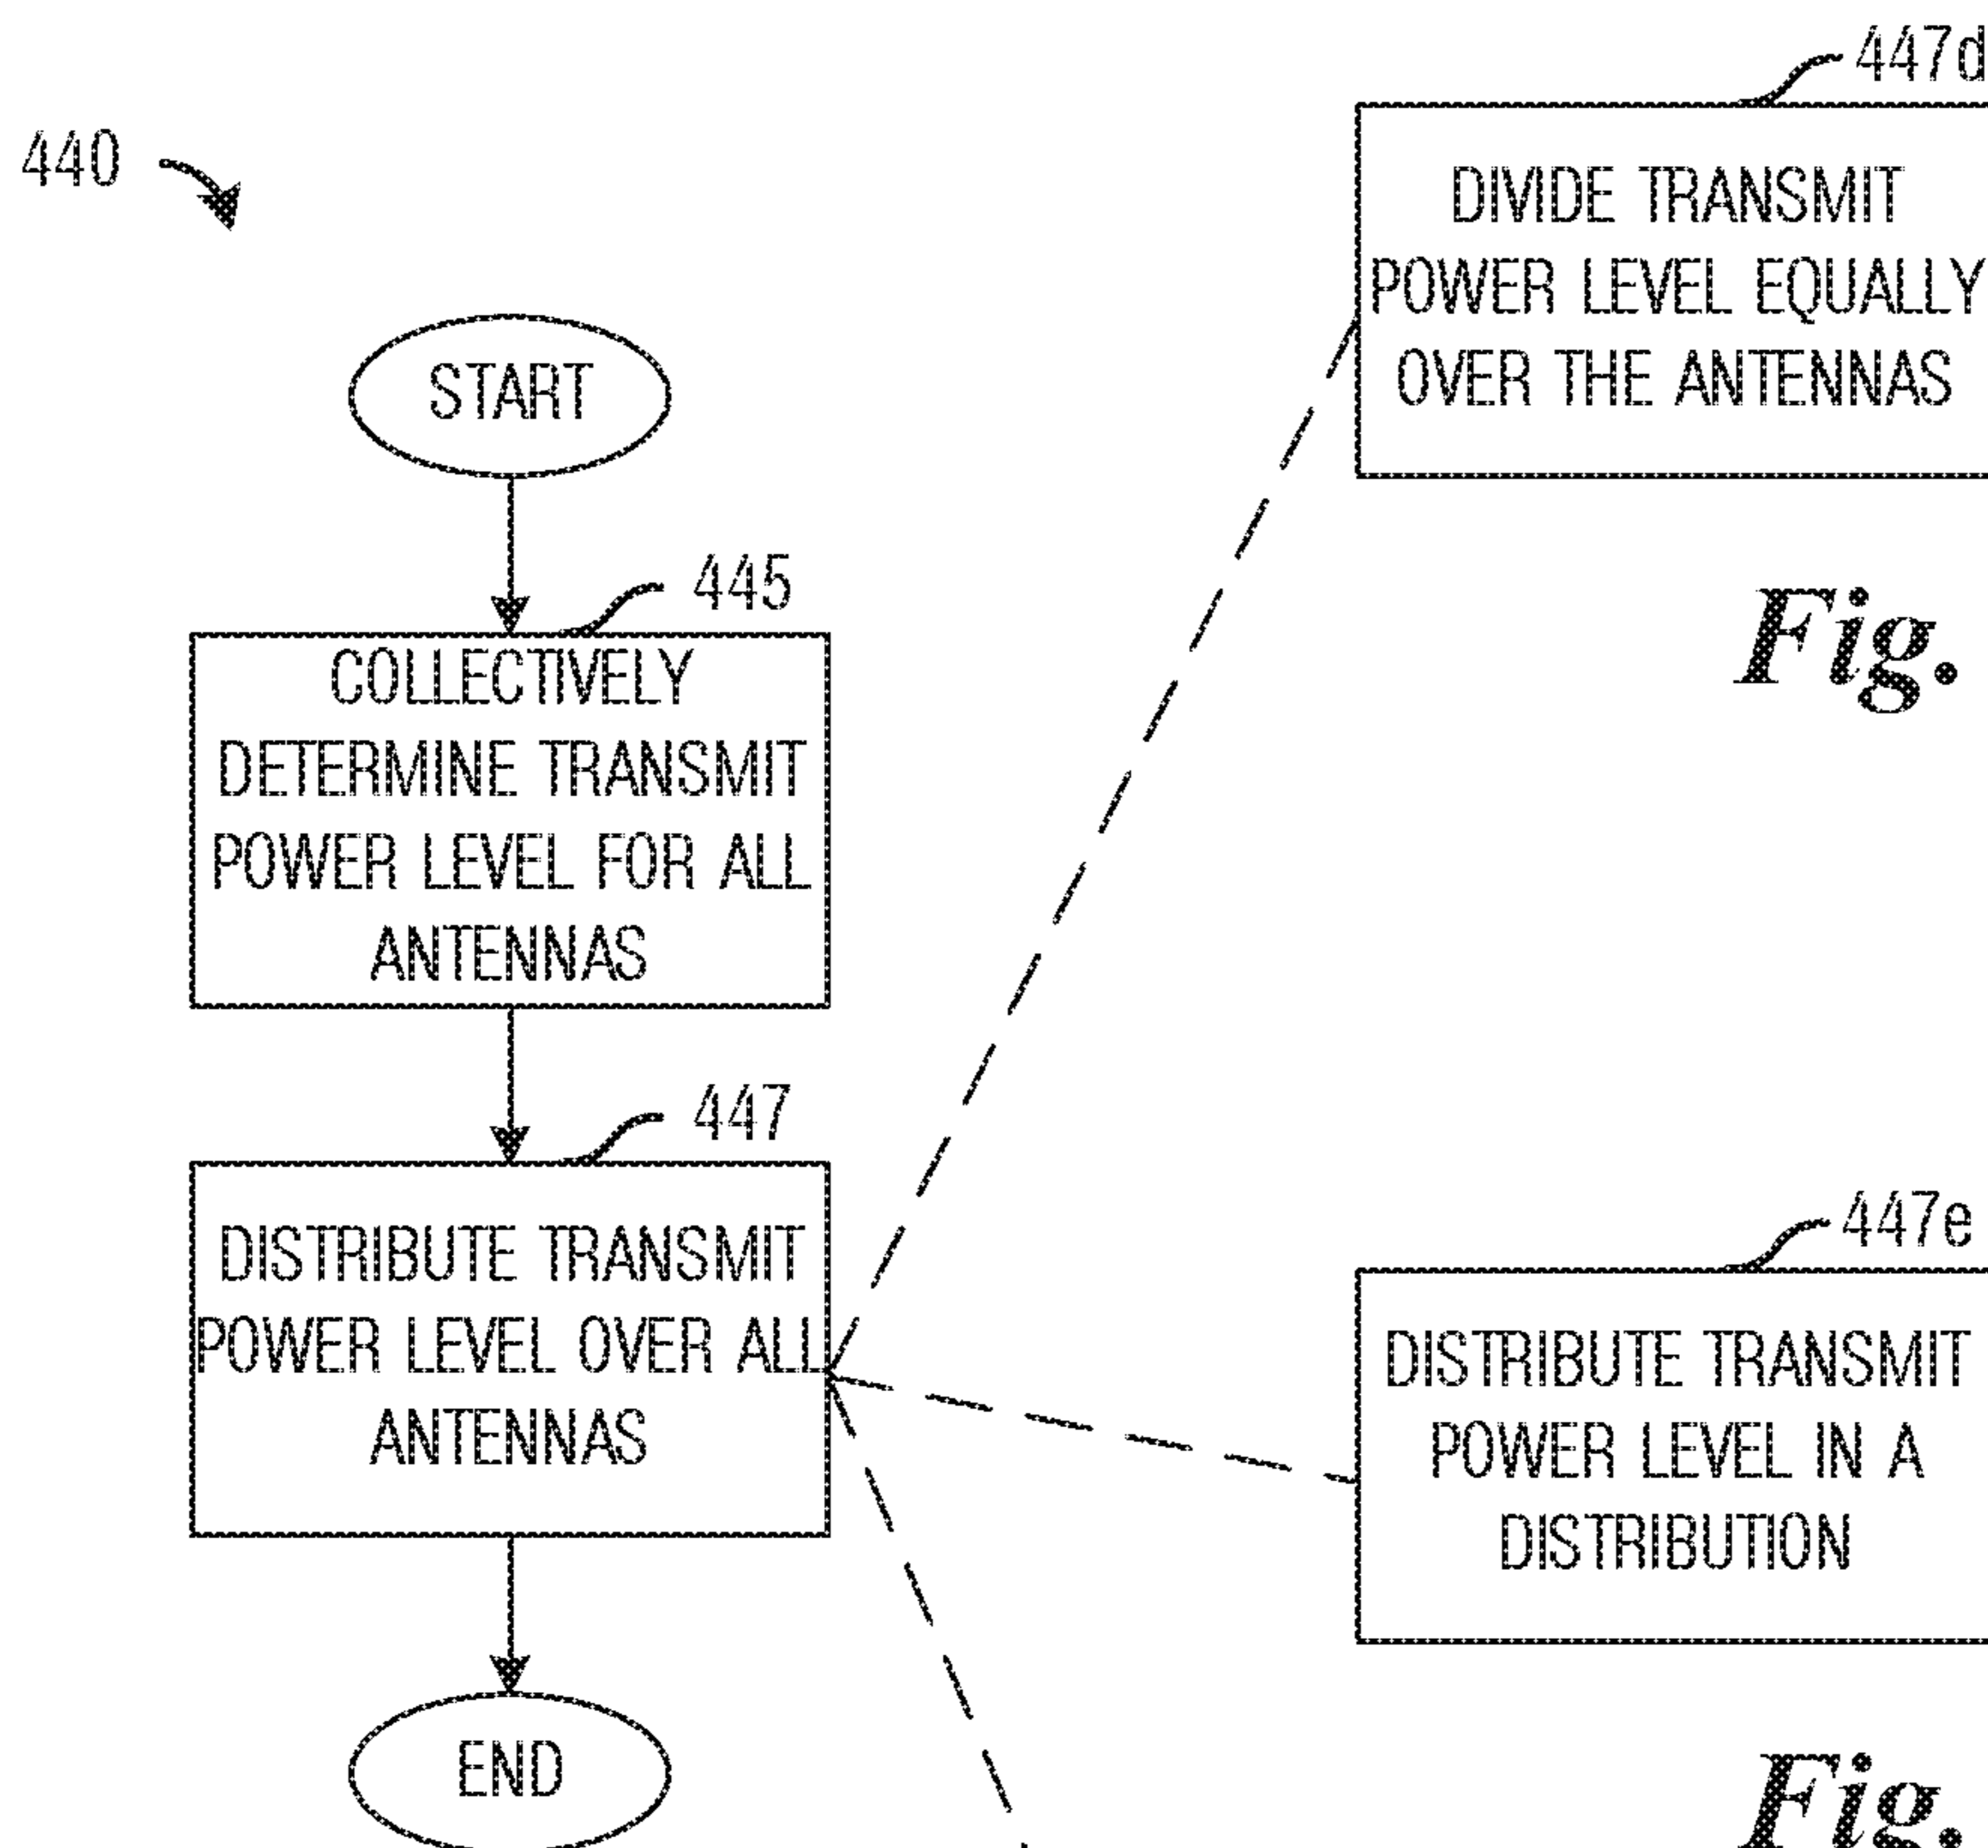 440
START
445
COLLECTIVELY
DETERMINE TRANSMIT
POWER LEVEL FOR ALL
ANTENNAS
447
DISTRIBUTE TRANSMIT
POWER LEVEL OVER ALL
ANTENNAS
END
447d
DIVIDE TRANSMIT
POWER LEVEL EQUALLY
OVER THE ANTENNAS
Fig.
447e
DISTRIBUTE TRANSMIT
POWER LEVEL IN A
DISTRIBUTION
Fig.